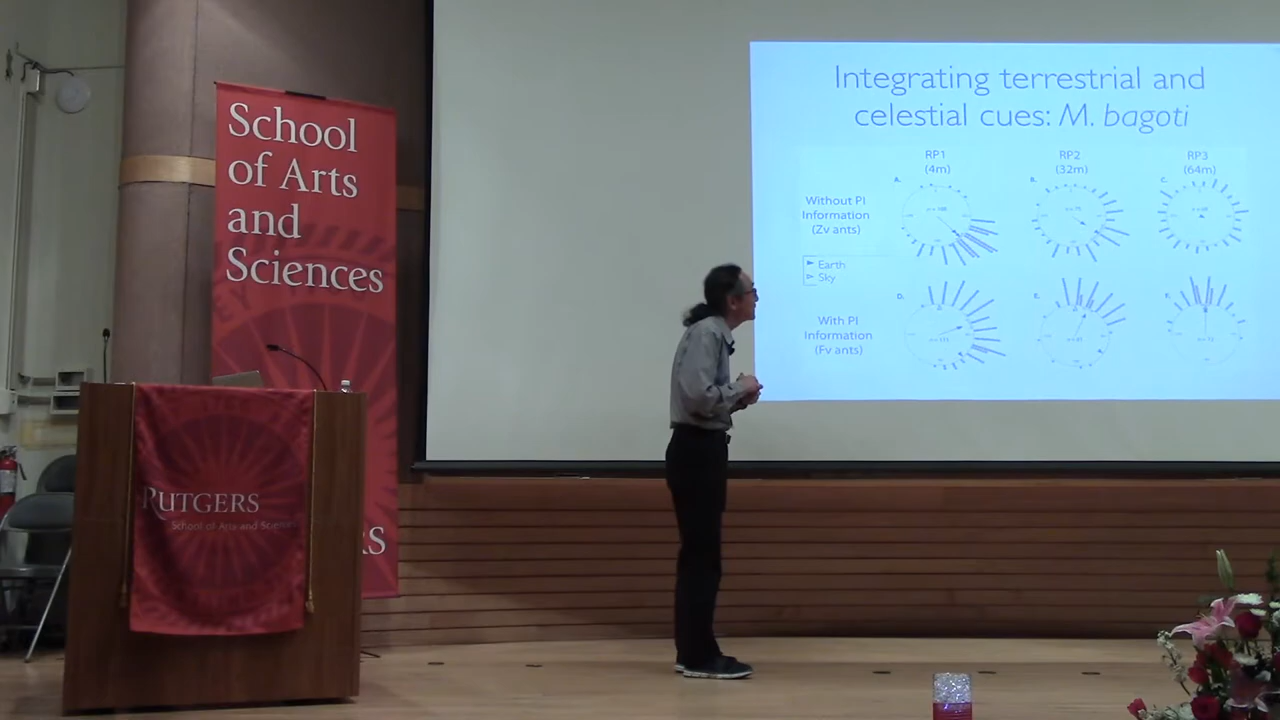 School
of Arts
and
Sciences
RUTGERS
School of Arts and Sciences
RS
Integrating terrestrial and
celestial cues: M. bagoti
RP1
(4m)
RP2
(32m)
RP3
(64m)
Without PI
Information
(Zv ants)
Earth
Sky
With PI
Information
(Fv ants)
A.
B.
C.
D.
E.
F.